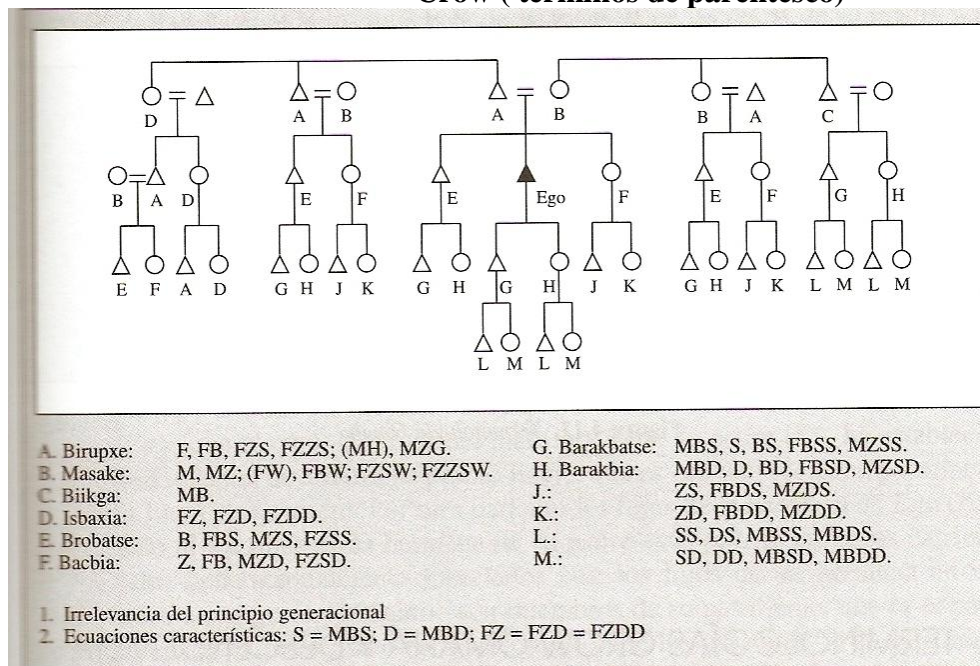 Crow ( términos de parentesco)
D A B A B B A C
B A D E F E Ego F E F G H
E F A D G H J K G H G H J K G H J K L M L M
L M L M
A. Birupxe: F, FB, FZS, FZZS; (MH), MZG.
B. Masake: M, MZ; (FW), FBW; FZSW; FZZSW.
C. Biikga: MB.
D. Isbaxia: FZ, FZD, FZDD.
E. Brobatse: B, FBS, MZS, FZSS.
F. Bacbia: Z, FB, MZD, FZSD.
G. Barakbatse: MBS, S, BS, FBSS, MZSS.
H. Barakbia: MBD, D, BD, FBSD, MZSD.
J.: ZS, FBDS, MZDS.
K.: ZD, FBDD, MZDD.
L.: SS, DS, MBSS, MBDS.
M.: SD, DD, MBSD, MBDD.
1. Irrelevancia del principio generacional
2. Ecuaciones características: S = MBS; D = MBD; FZ = FZD = FZDD